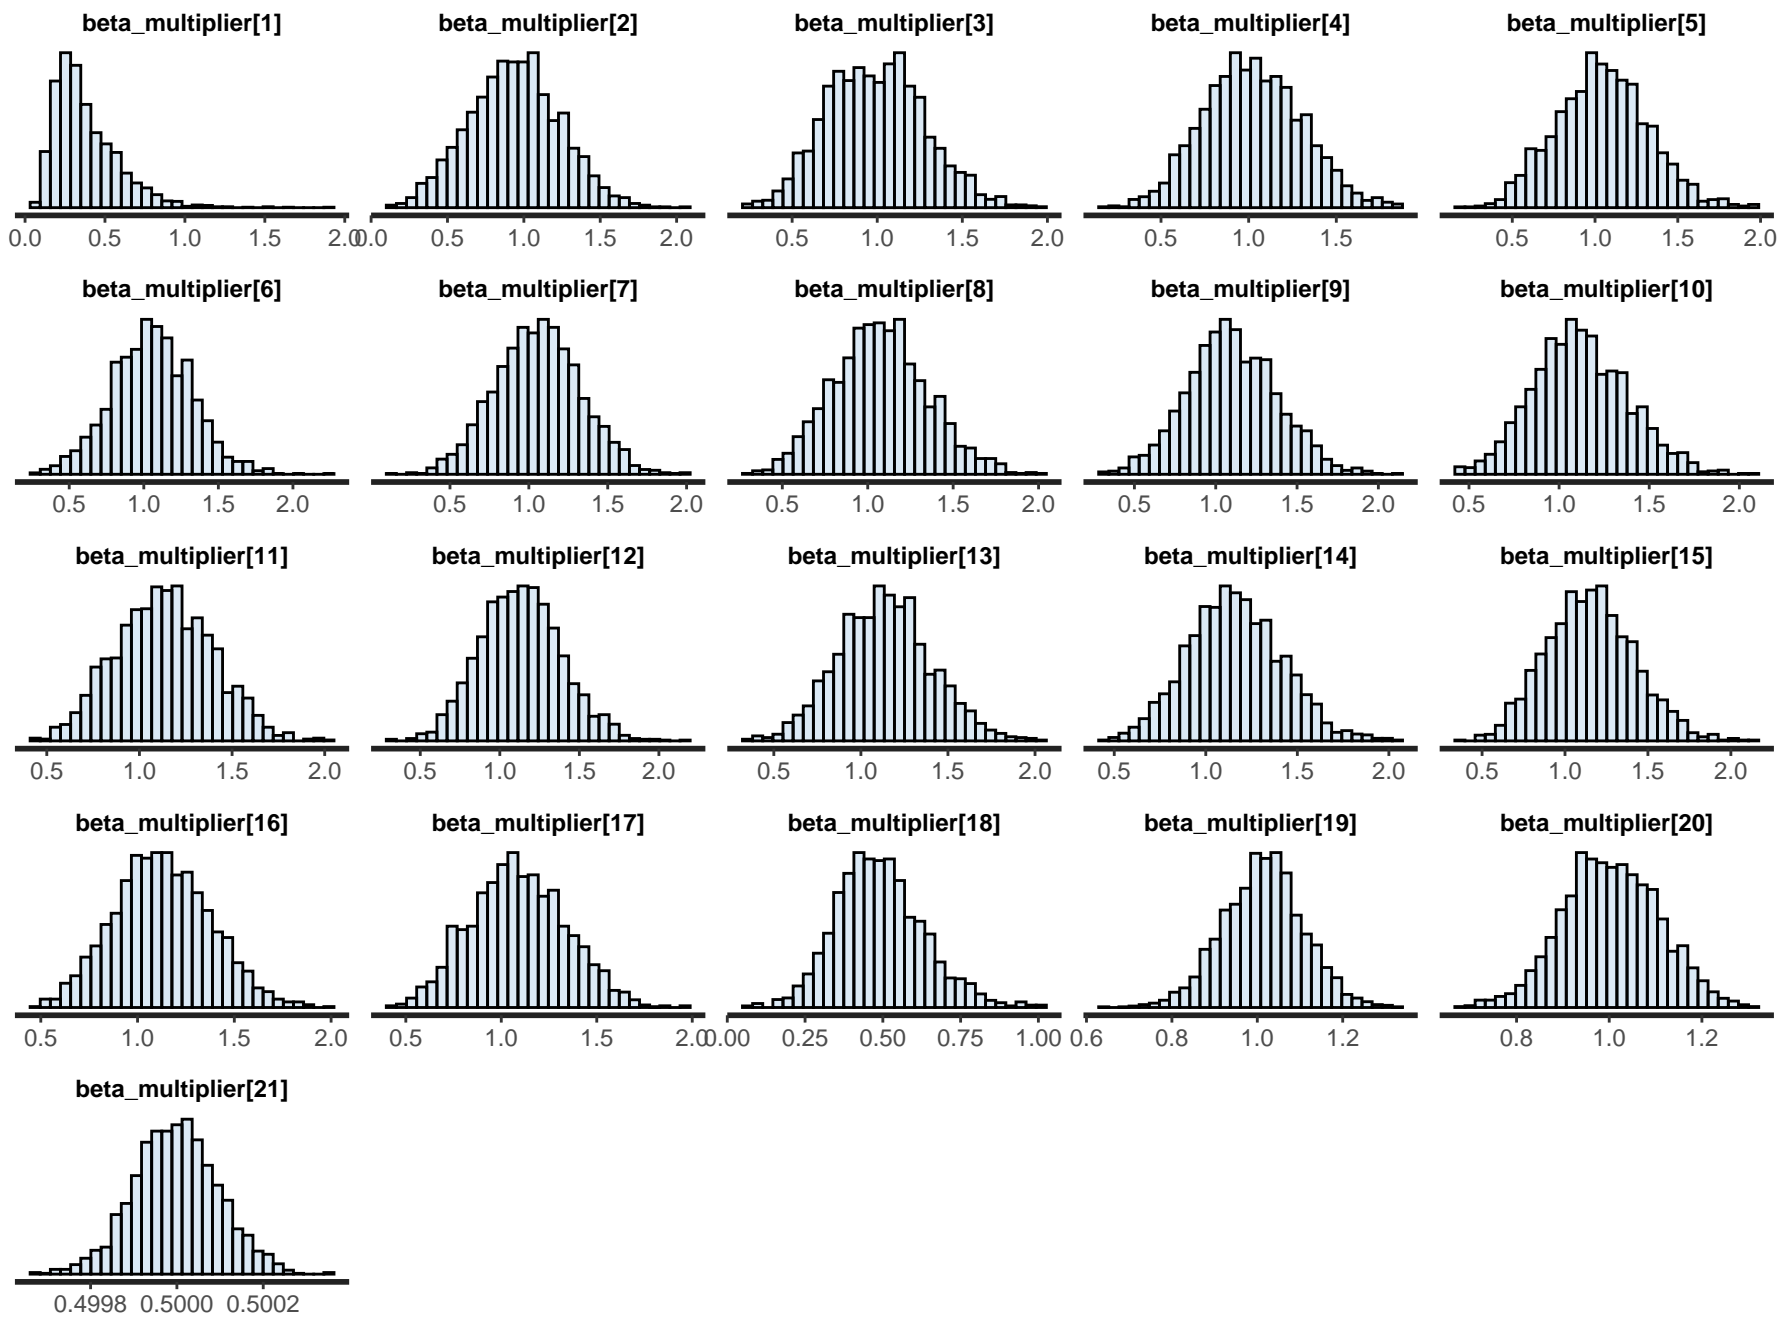 beta_multiplier[1] beta_multiplier[2] beta_multiplier[3] beta_multiplier[4] beta_multiplier[5]
0.0 0.5 1.0 1.5 2.0 0.0 0.5 1.0 1.5 2.0 0.5 1.0 1.5 2.0 0.5 1.0 1.5 0.5 1.0 1.5 2.0
beta_multiplier[6] beta_multiplier[7] beta_multiplier[8] beta_multiplier[9] beta_multiplier[10]
0.5 1.0 1.5 2.0 0.5 1.0 1.5 2.0 0.5 1.0 1.5 2.0 0.5 1.0 1.5 2.0 0.5 1.0 1.5 2.0
beta_multiplier[11] beta_multiplier[12] beta_multiplier[13] beta_multiplier[14] beta_multiplier[15]
0.5 1.0 1.5 2.0 0.5 1.0 1.5 2.0 0.5 1.0 1.5 2.0 0.5 1.0 1.5 2.0 0.5 1.0 1.5 2.0
beta_multiplier[16] beta_multiplier[17] beta_multiplier[18] beta_multiplier[19] beta_multiplier[20]
0.5 1.0 1.5 2.0 0.5 1.0 1.5 2.0 0.00 0.25 0.50 0.75 1.00 0.6 0.8 1.0 1.2 0.8 1.0 1.2
beta_multiplier[21]
0.4998 0.5000 0.5002